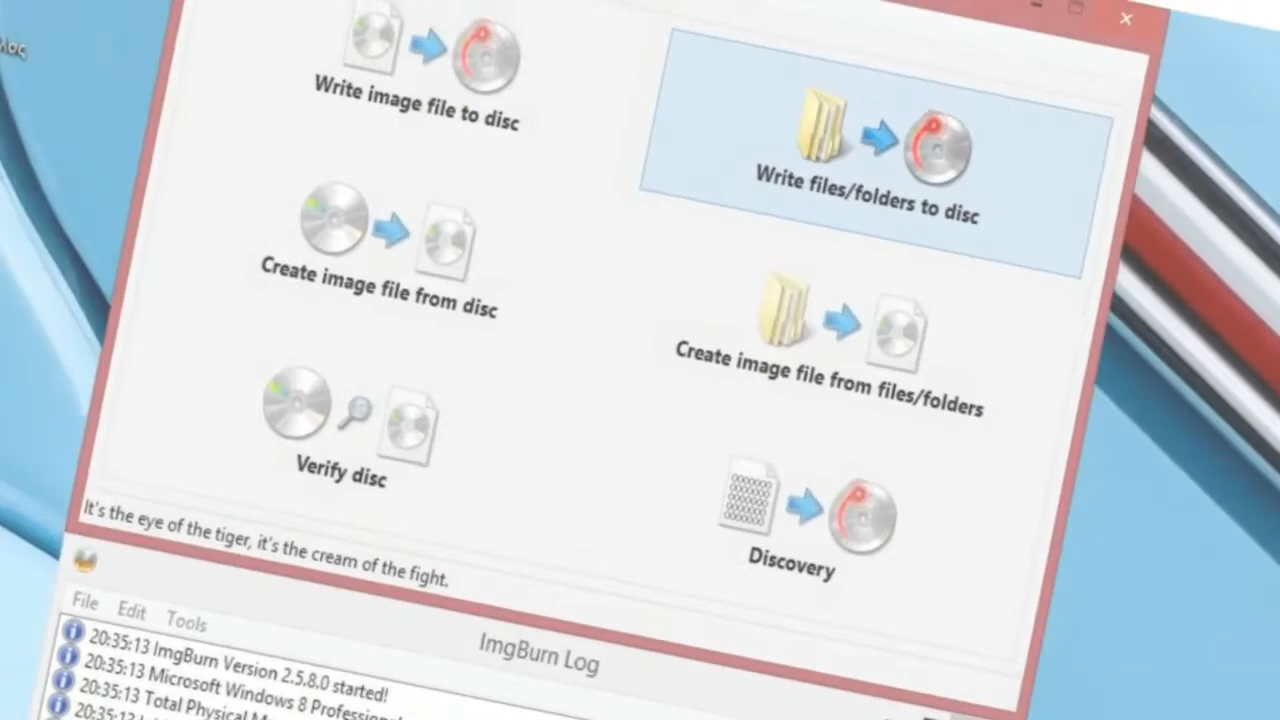 Write image file to disc
Write files/folders to disc
Create image file from disc
Create image file from files/folders
Verify disc
Discovery
It's the eye of the tiger, it's the cream of the fight.
ImgBurn Log
File Edit Tools
20:35:13 ImgBurn Version 2.5.8.0 started!
20:35:13 Microsoft Windows 8
20:35:13 Total Physical